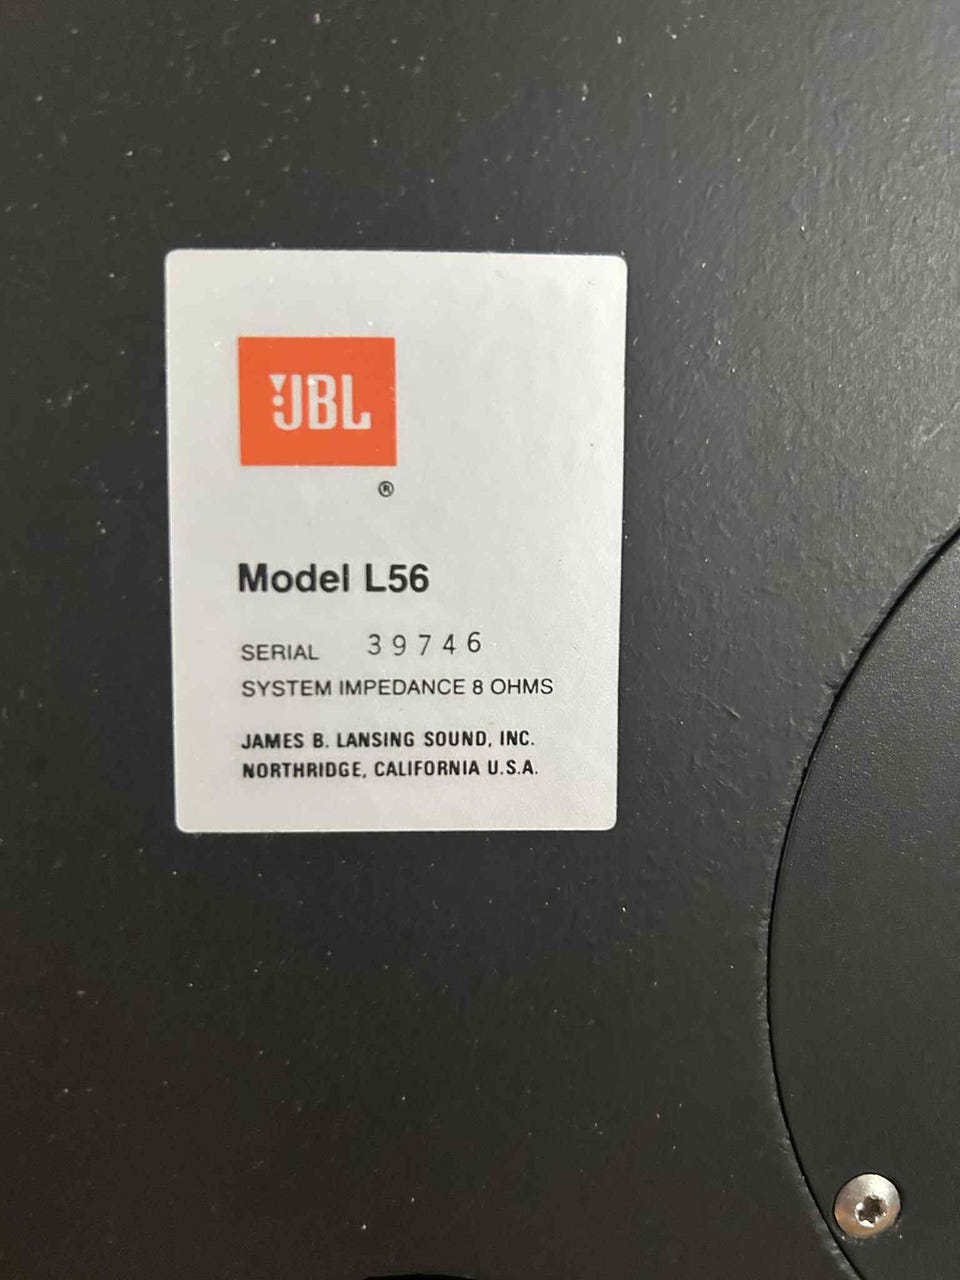 JBL
®
Model L56
SERIAL 39746
SYSTEM IMPEDANCE 8 OHMS
JAMES B. LANSING SOUND, INC.
NORTHRIDGE, CALIFORNIA U.S.A.